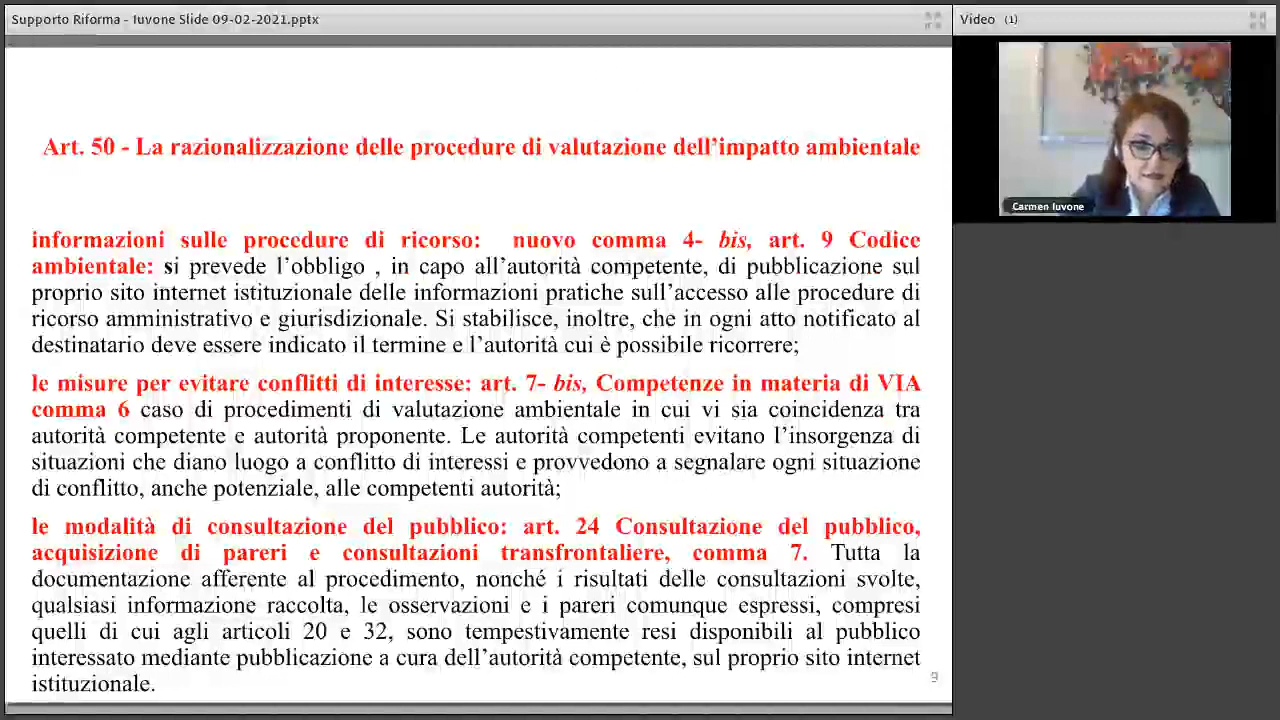 Supporto Riforma - Iuvone Slide 09-02-2021.pptx
Video (1)
Carmen Iuvone
Art. 50 - La razionalizzazione delle procedure di valutazione dell’impatto ambientale
informazioni sulle procedure di ricorso: nuovo comma 4- bis, art. 9 Codice
ambientale: si prevede l’obbligo , in capo all’autorità competente, di pubblicazione sul
proprio sito internet istituzionale delle informazioni pratiche sull’accesso alle procedure di
ricorso amministrativo e giurisdizionale. Si stabilisce, inoltre, che in ogni atto notificato al
destinatario deve essere indicato il termine e l’autorità cui è possibile ricorrere;
le misure per evitare conflitti di interesse: art. 7- bis, Competenze in materia di VIA
comma 6 caso di procedimenti di valutazione ambientale in cui vi sia coincidenza tra
autorità competente e autorità proponente. Le autorità competenti evitano l’insorgenza di
situazioni che diano luogo a conflitto di interessi e provvedono a segnalare ogni situazione
di conflitto, anche potenziale, alle competenti autorità;
le modalità di consultazione del pubblico: art. 24 Consultazione del pubblico,
acquisizione di pareri e consultazioni transfrontaliere, comma 7. Tutta la
documentazione afferente al procedimento, nonché i risultati delle consultazioni svolte,
qualsiasi informazione raccolta, le osservazioni e i pareri comunque espressi, compresi
quelli di cui agli articoli 20 e 32, sono tempestivamente resi disponibili al pubblico
interessato mediante pubblicazione a cura dell’autorità competente, sul proprio sito internet
istituzionale.
9